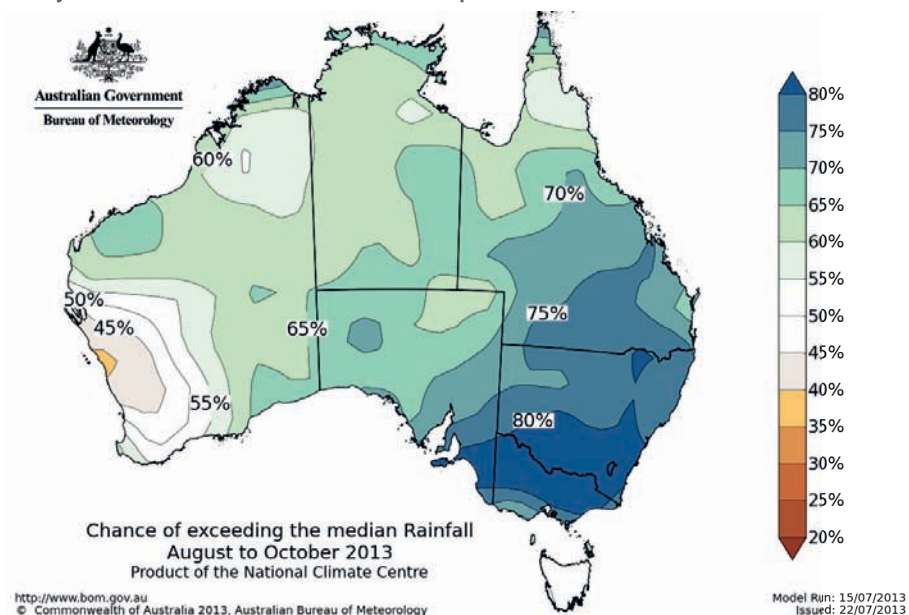 Australian Government
Bureau of Meteorology
60%
70%
50%
45%
65%
75%
55%
80%
80%
75%
70%
65%
60%
55%
50%
45%
40%
35%
30%
25%
20%
Chance of exceeding the median Rainfall
August to October 2013
Product of the National Climate Centre
http://www.bom.gov.au
© Commonwealth of Australia 2013, Australian Bureau of Meteorology
Model Run: 15/07/2013
Issued: 22/07/2013